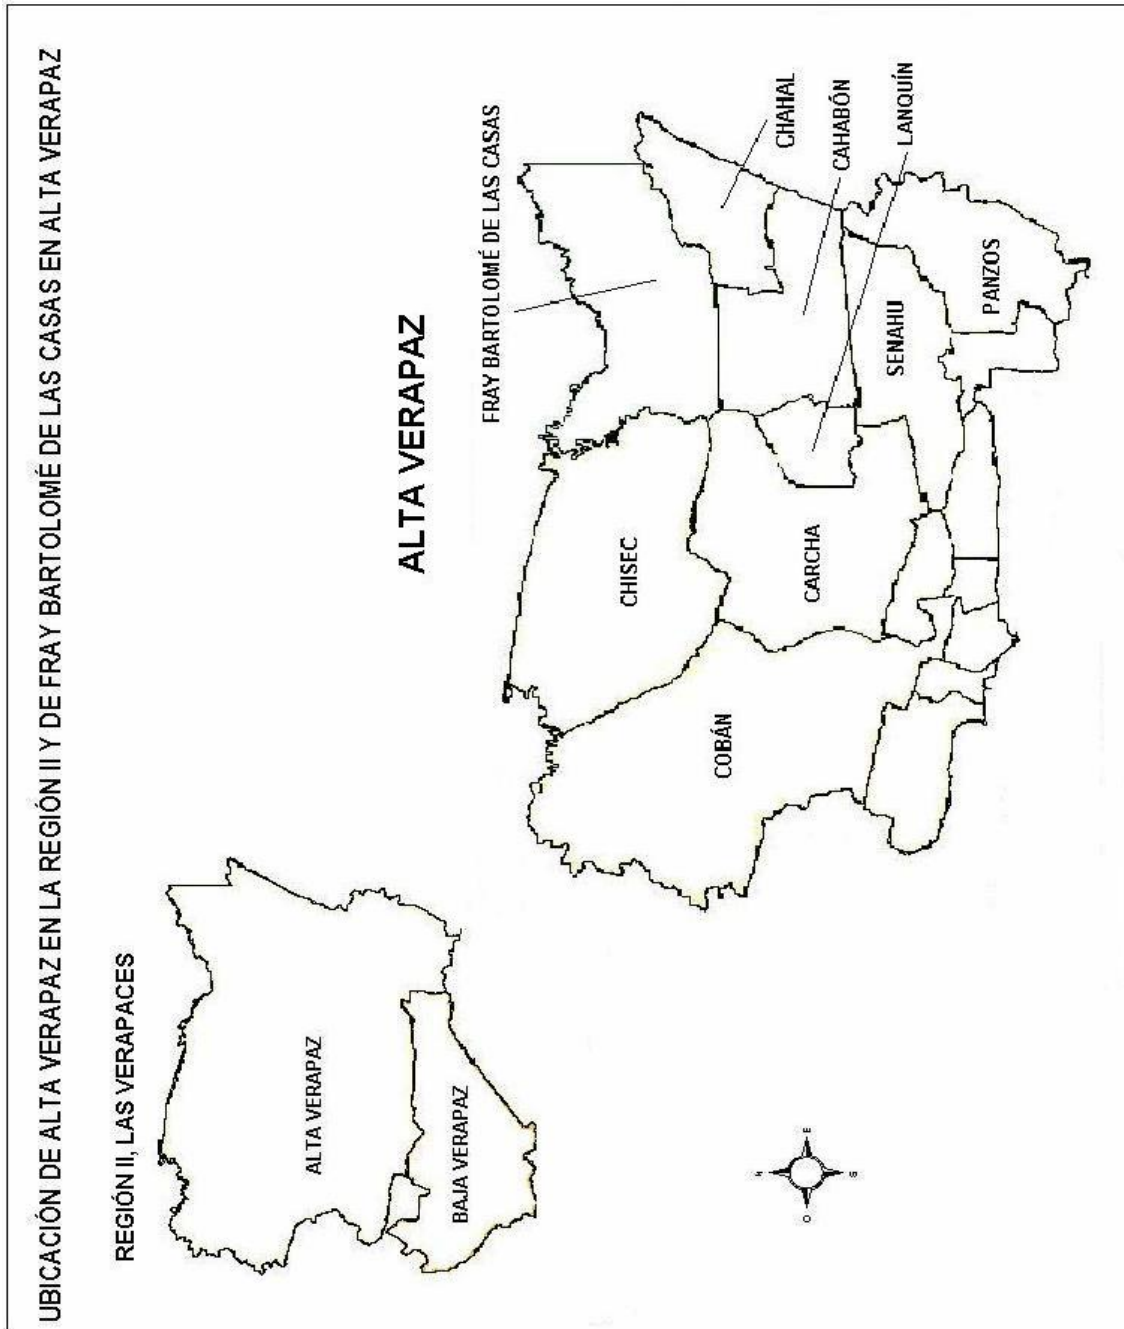 UBICACIÓN DE ALTA VERAPAZ EN LA REGIÓN II Y DE FRAY BARTOLOMÉ DE LAS CASAS EN ALTA VERAPAZ
REGIÓN II, LAS VERAPACES
ALTA VERAPAZ
BAJA VERAPAZ
ALTA VERAPAZ
FRAY BARTOLOMÉ DE LAS CASAS
CHAHAL
CAHABÓN
LANQUÍN
CHISEC
COBÁN
CARCHA
SENAHU
PANZOS
N
O
E
S